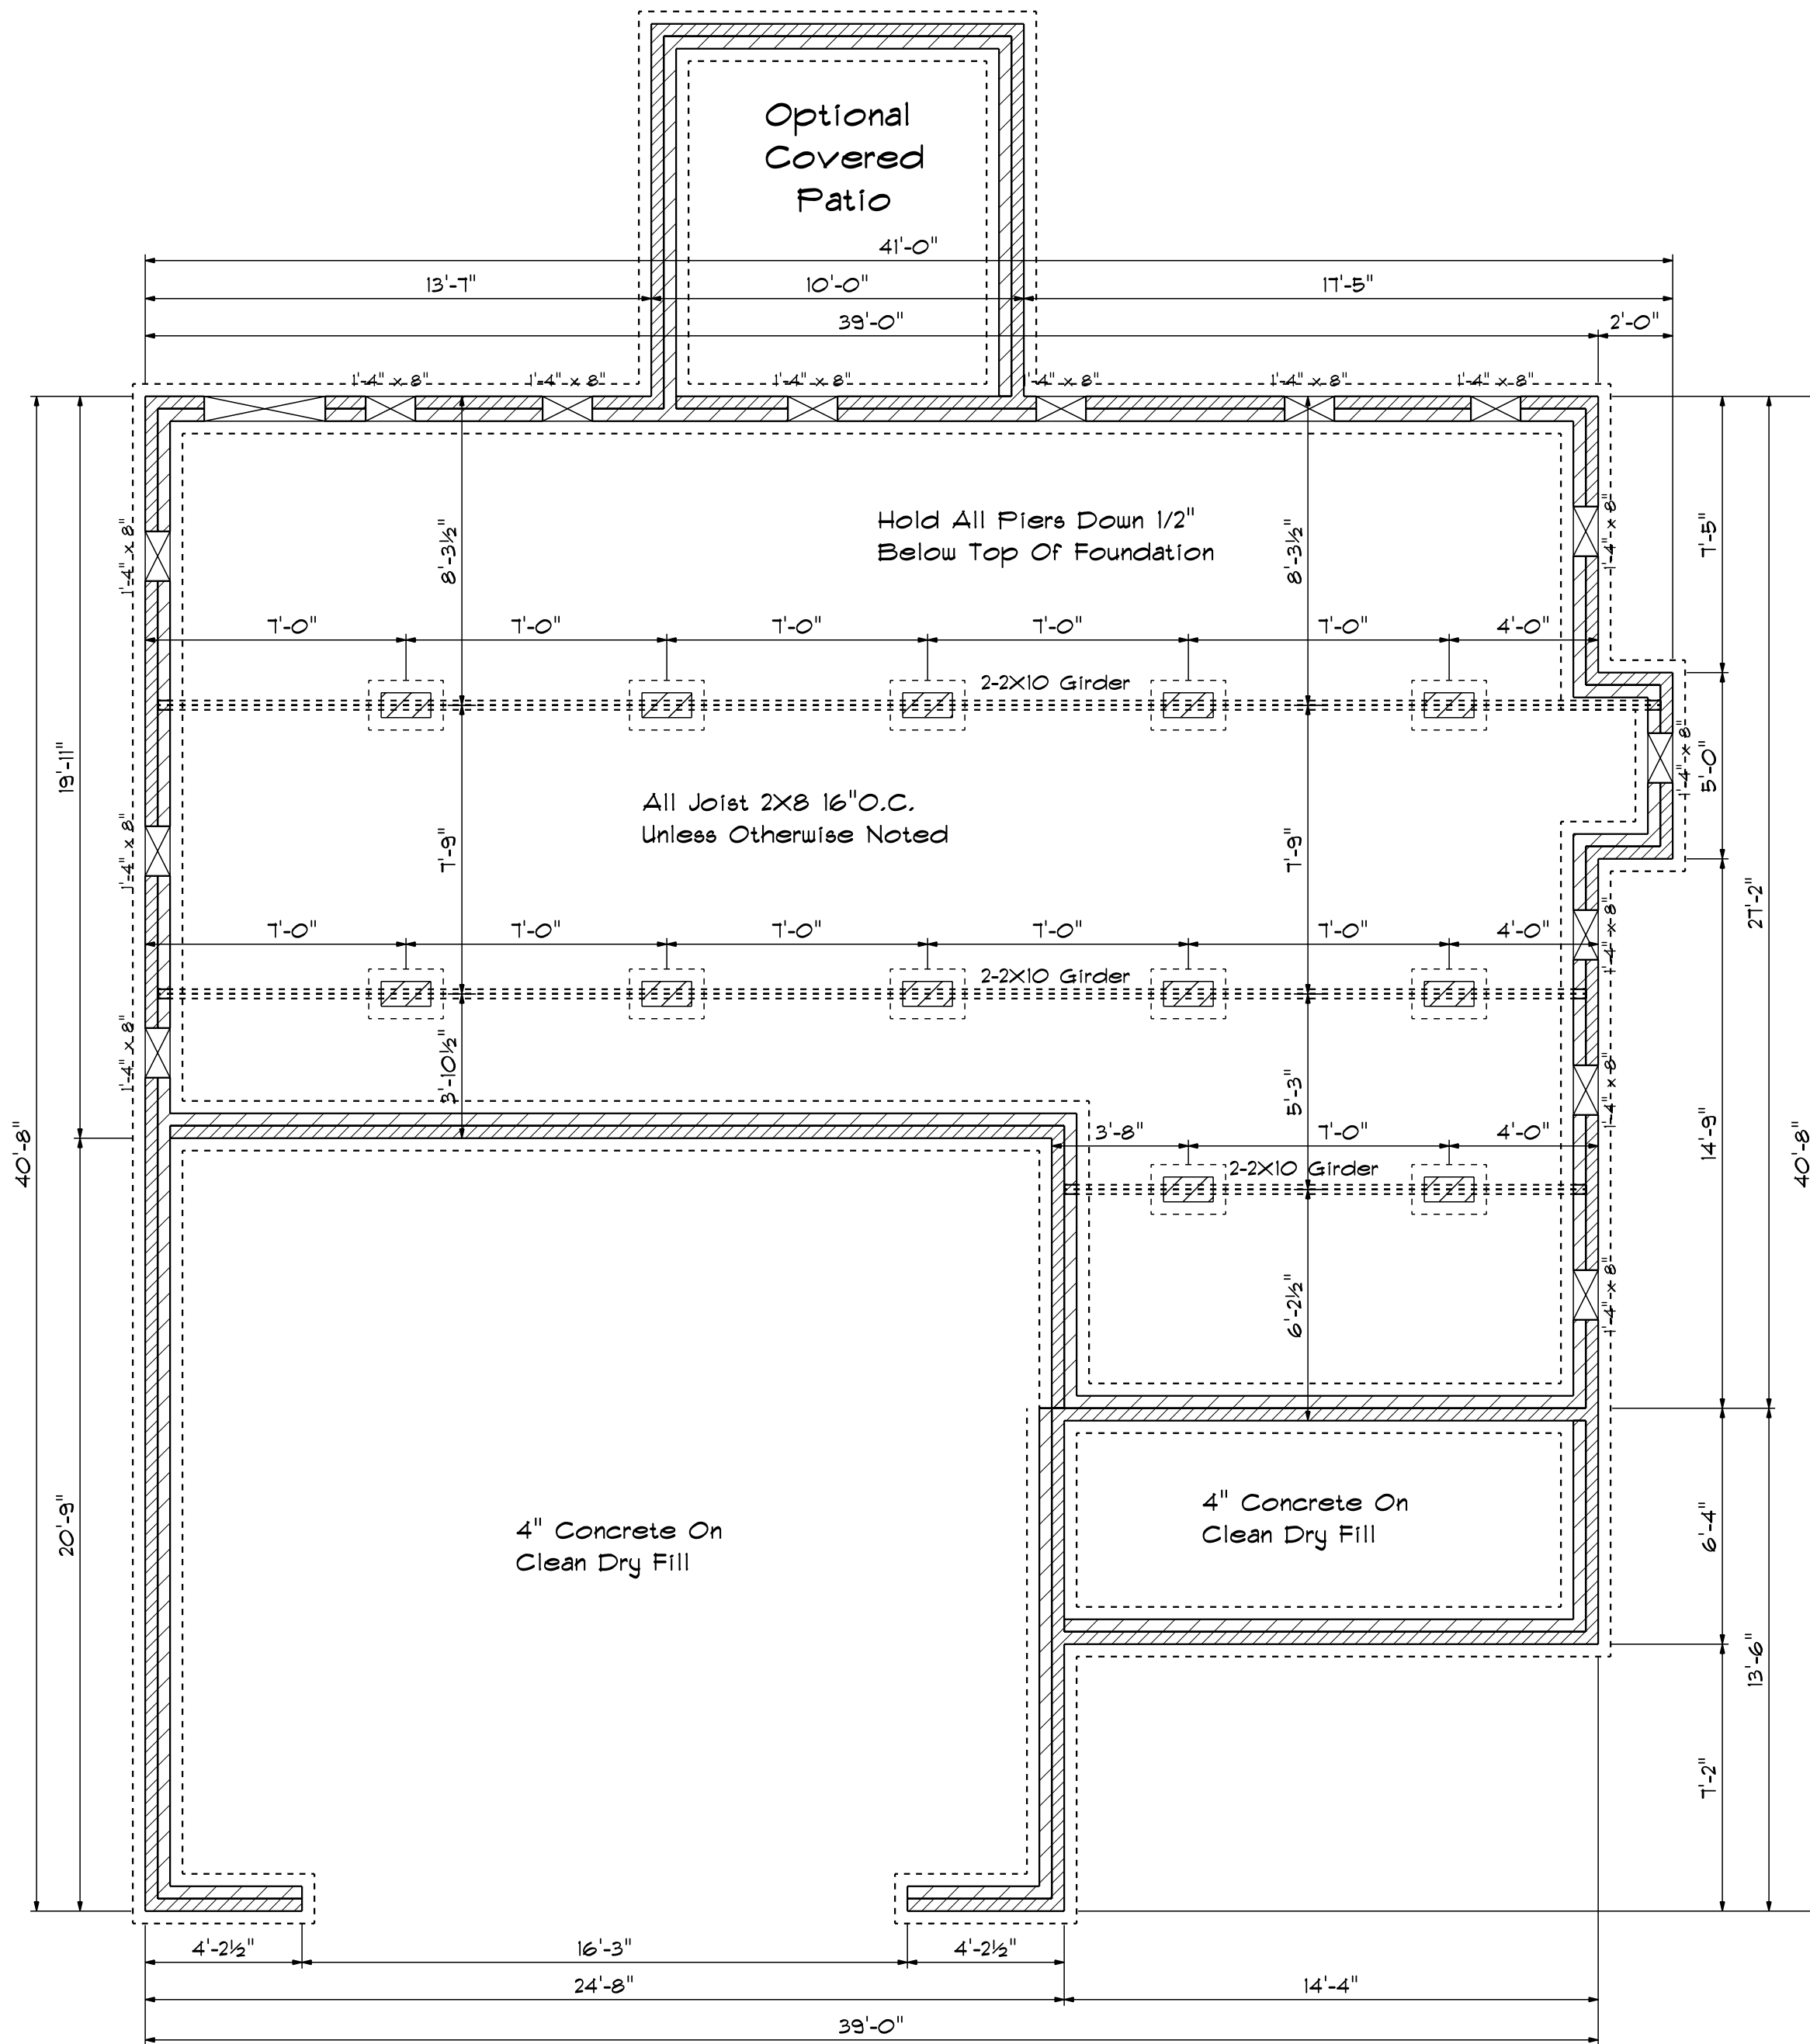 Optional
Covered
Patio
41'-0"
13'-7"
10'-0"
17'-5"
39'-0"
2'-0"
1'-4" x 8"
1'-4" x 8"
1'-4" x 8"
1'-4" x 8"
1'-4" x 8"
1'-4" x 8"
Hold All Piers Down 1/2"
Below Top Of Foundation
1'-4" x 8"
8'-3½"
8'-3½"
1'-4" x 8"
7'-5"
7'-0"
7'-0"
7'-0"
7'-0"
7'-0"
4'-0"
2-2X10 Girder
19'-11"
1'-4" x 8"
5'-0"
All Joist 2X8 16"O.C.
Unless Otherwise Noted
1'-4" x 8"
7'-9"
7'-9"
27'-2"
7'-0"
7'-0"
7'-0"
7'-0"
7'-0"
4'-0"
1'-4" x 8"
2-2X10 Girder
1'-4" x 8"
3'-10½"
5'-3"
1'-4" x 8"
40'-8"
3'-8"
7'-0"
4'-0"
14'-9"
40'-8"
2-2X10 Girder
6'-2½"
1'-4" x 8"
20'-9"
4" Concrete On
Clean Dry Fill
4" Concrete On
Clean Dry Fill
6'-4"
13'-6"
7'-2"
4'-2½"
16'-3"
4'-2½"
24'-8"
14'-4"
39'-0"